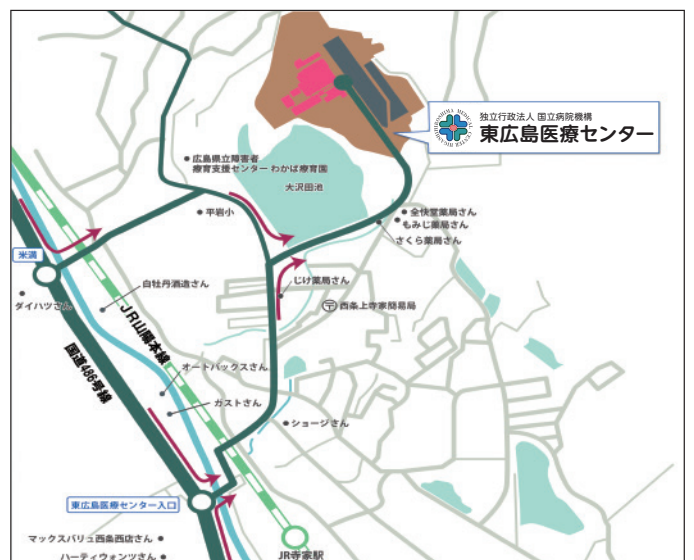 独立行政法人 国立病院機構
東広島医療センター
広島県立障害者
療育支援センター わかば療育園
大沢田池
平岩小
全快堂薬局さん
もみじ薬局さん
さくら薬局さん
米満
じけ薬局さん
白牡丹酒造さん
西条上寺家簡易局
ダイハツさん
JR山陽本線
国道486号線
オートバックスさん
ガストさん
ショージさん
東広島医療センター入口
マックスバリュ西条西店さん
JR寺家駅
ハーティウォンツさん